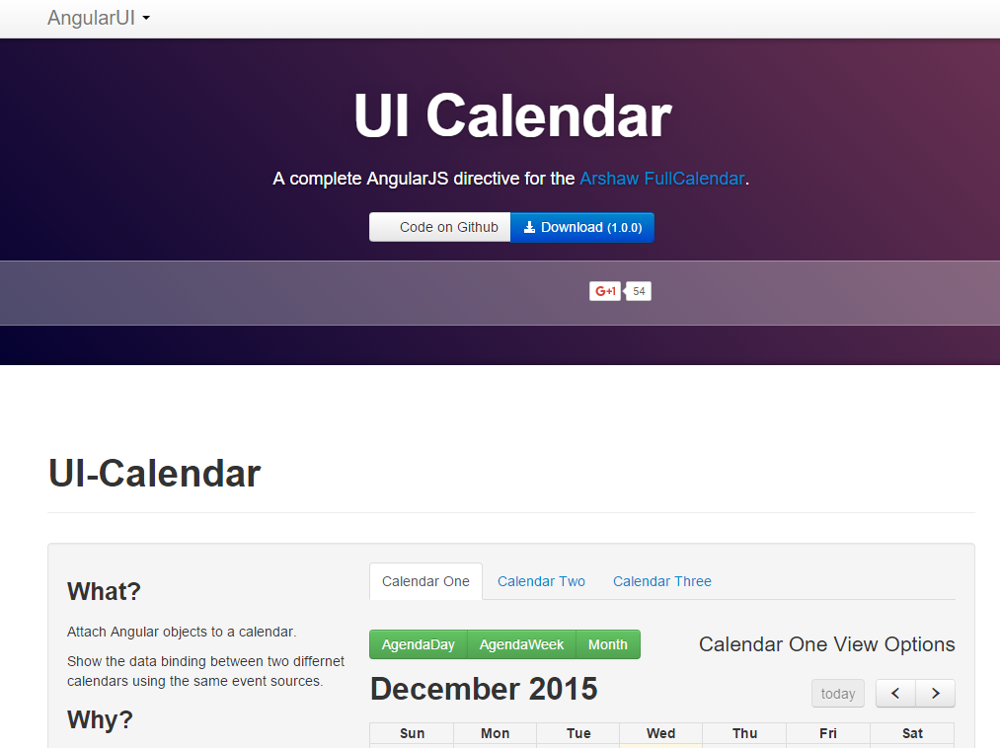 AngularUI
UI Calendar
A complete AngularJS directive for the Arshaw FullCalendar.
Code on Github
Download (1.0.0)
G+1
54
UI-Calendar
What?
Attach Angular objects to a calendar.
Show the data binding between two differnet
calendars using the same event sources.
Why?
Calendar One
Calendar Two
Calendar Three
AgendaDay
AgendaWeek
Month
Calendar One View Options
December 2015
today
Sun Mon Tue Wed Thu Fri Sat